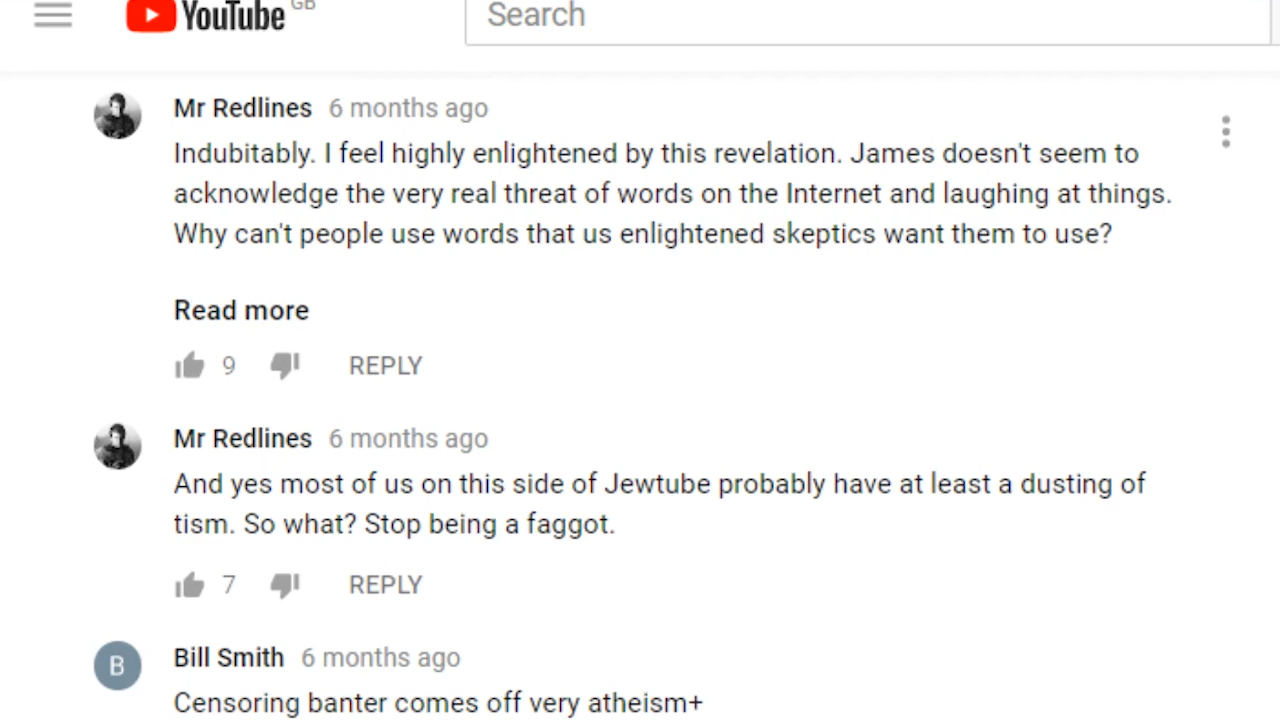 YouTube GB
Search
Mr Redlines 6 months ago
Indubitably. I feel highly enlightened by this revelation. James doesn't seem to
acknowledge the very real threat of words on the Internet and laughing at things.
Why can't people use words that us enlightened skeptics want them to use?
Read more
9 REPLY
Mr Redlines 6 months ago
And yes most of us on this side of Jewtube probably have at least a dusting of
tism. So what? Stop being a faggot.
7 REPLY
B
Bill Smith 6 months ago
Censoring banter comes off very atheism+